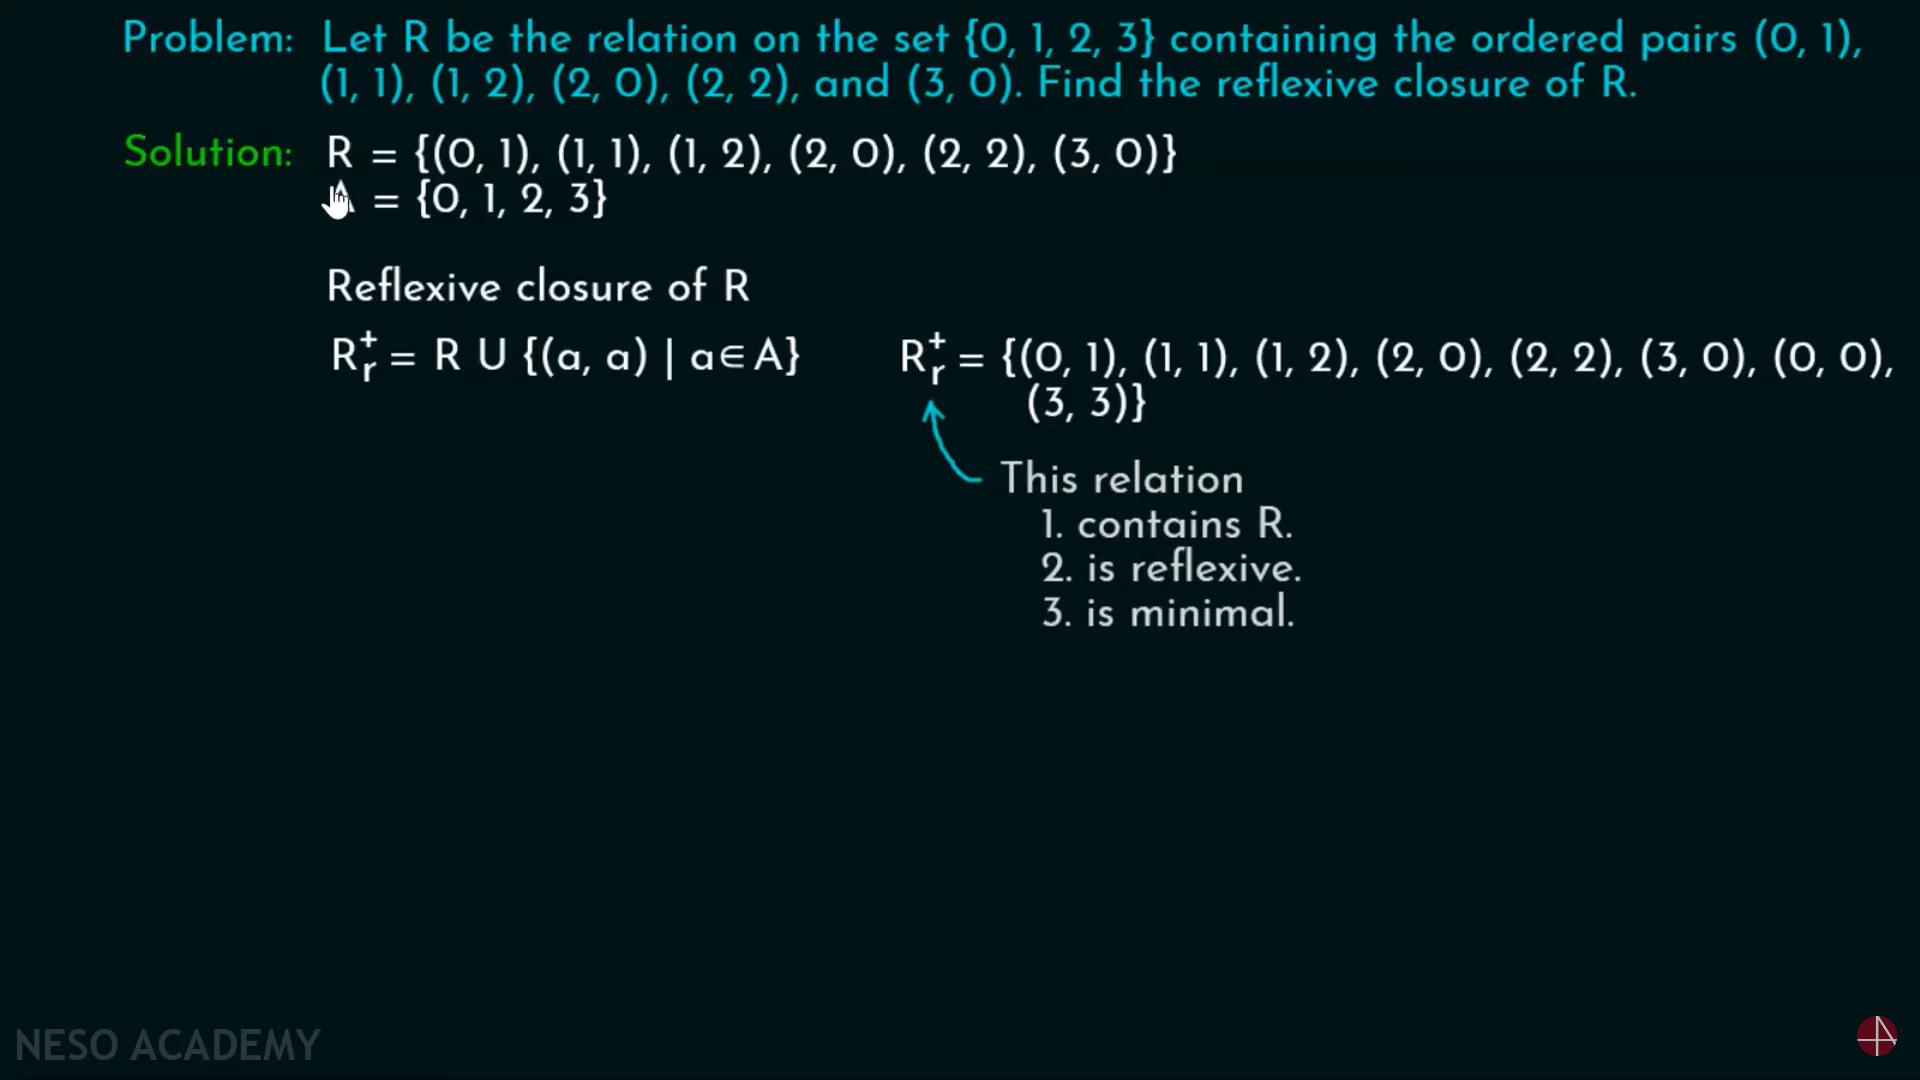 Problem: Let R be the relation on the set {0, 1, 2, 3} containing the ordered pairs (0, 1),
(1, 1), (1, 2), (2, 0), (2, 2), and (3, 0). Find the reflexive closure of R.
Solution: R = {(0, 1), (1, 1), (1, 2), (2, 0), (2, 2), (3, 0)}
A = {0, 1, 2, 3}
Reflexive closure of R
R⁺ᵣ = R U {(a, a) | a∈A}
R⁺ᵣ = {(0, 1), (1, 1), (1, 2), (2, 0), (2, 2), (3, 0), (0, 0),
(3, 3)}
This relation
1. contains R.
2. is reflexive.
3. is minimal.
NESO ACADEMY